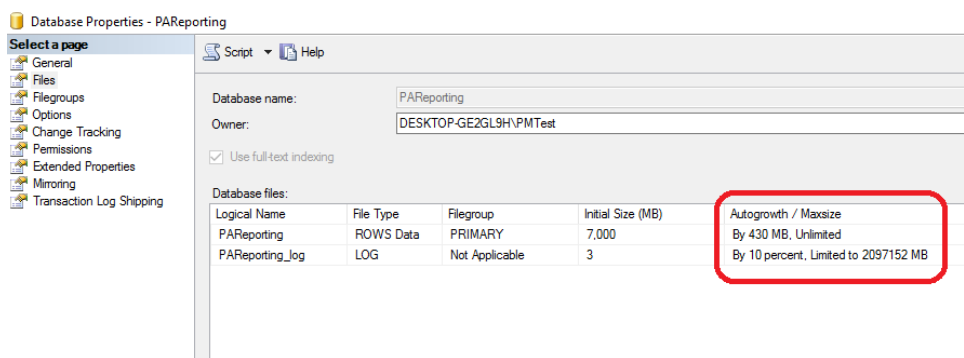 Database Properties - PAReporting
Select a page
General
Files
Filegroups
Options
Change Tracking
Permissions
Extended Properties
Mirroring
Transaction Log Shipping
Script Help
Database name: PAReporting
Owner: DESKTOP-GE2GL9H\PMTest
Use full-text indexing
Database files:
Logical Name File Type Filegroup Initial Size (MB) Autogrowth / Maxsize
PAReporting ROWS Data PRIMARY 7,000 By 430 MB, Unlimited
PAReporting_log LOG Not Applicable 3 By 10 percent, Limited to 2097152 MB